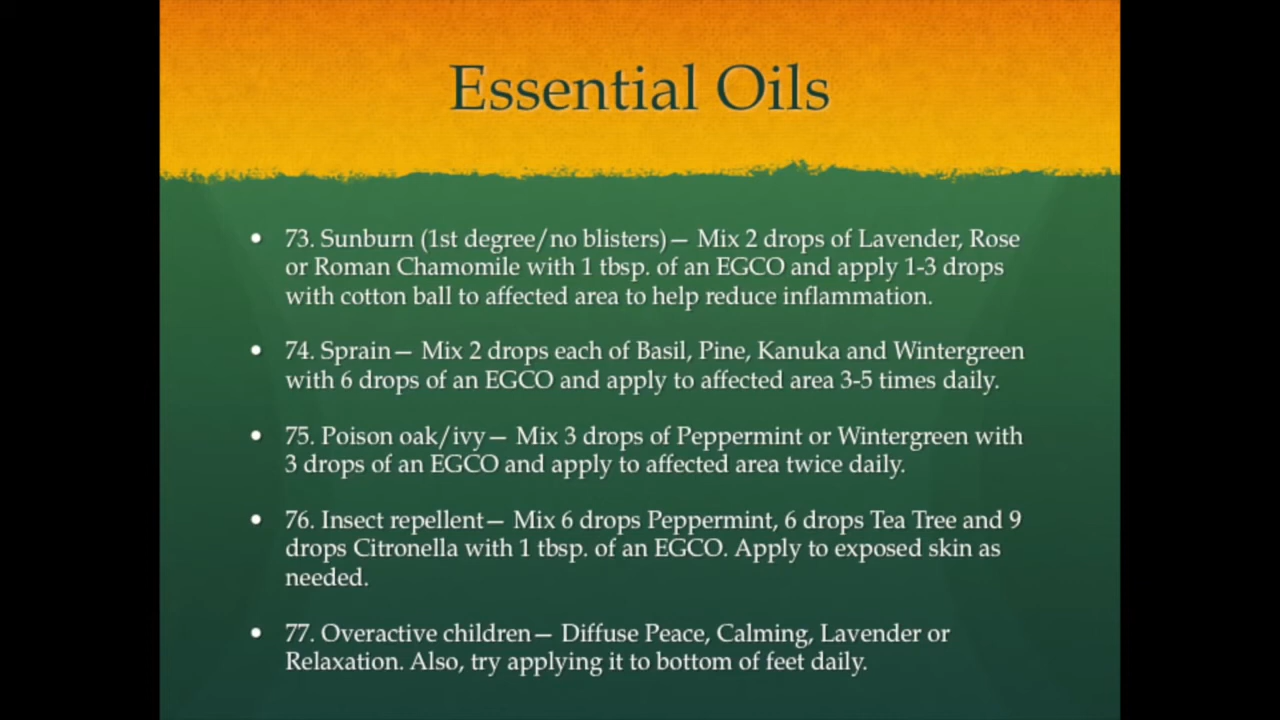 Essential Oils
• 73. Sunburn (1st degree/no blisters)— Mix 2 drops of Lavender, Rose
or Roman Chamomile with 1 tbsp. of an EGCO and apply 1-3 drops
with cotton ball to affected area to help reduce inflammation.
• 74. Sprain— Mix 2 drops each of Basil, Pine, Kanuka and Wintergreen
with 6 drops of an EGCO and apply to affected area 3-5 times daily.
• 75. Poison oak/ivy— Mix 3 drops of Peppermint or Wintergreen with
3 drops of an EGCO and apply to affected area twice daily.
• 76. Insect repellent— Mix 6 drops Peppermint, 6 drops Tea Tree and 9
drops Citronella with 1 tbsp. of an EGCO. Apply to exposed skin as
needed.
• 77. Overactive children— Diffuse Peace, Calming, Lavender or
Relaxation. Also, try applying it to bottom of feet daily.